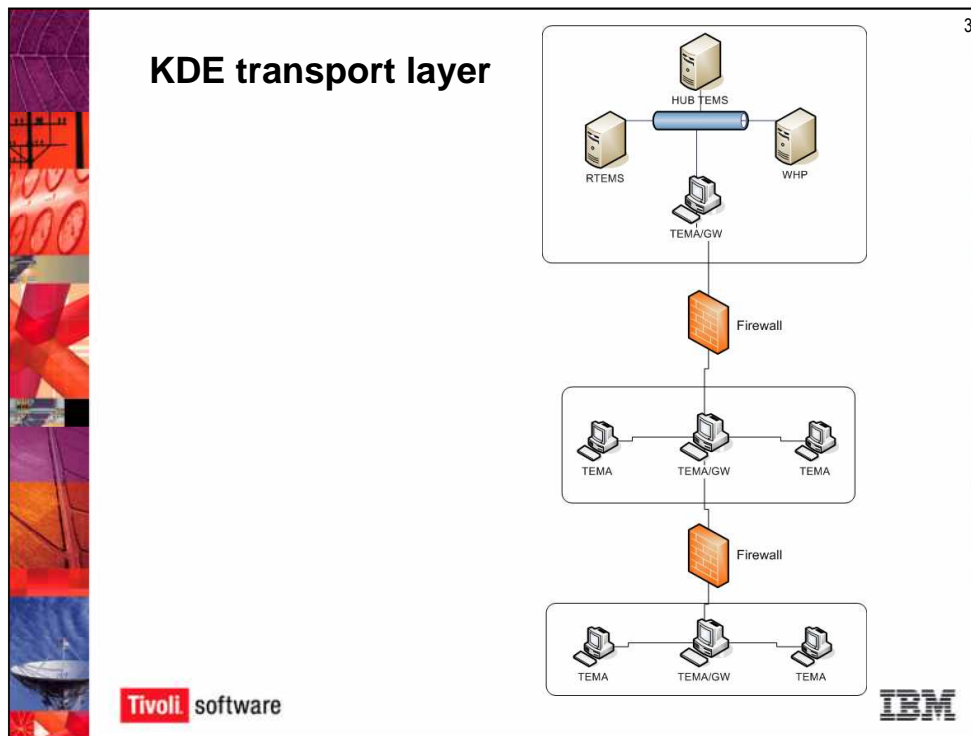 3
KDE transport layer
HUB TEMS
RTEMS
WHP
TEMA/GW
Firewall
TEMA
TEMA/GW
TEMA
Firewall
TEMA
TEMA/GW
TEMA
Tivoli. software
IBM